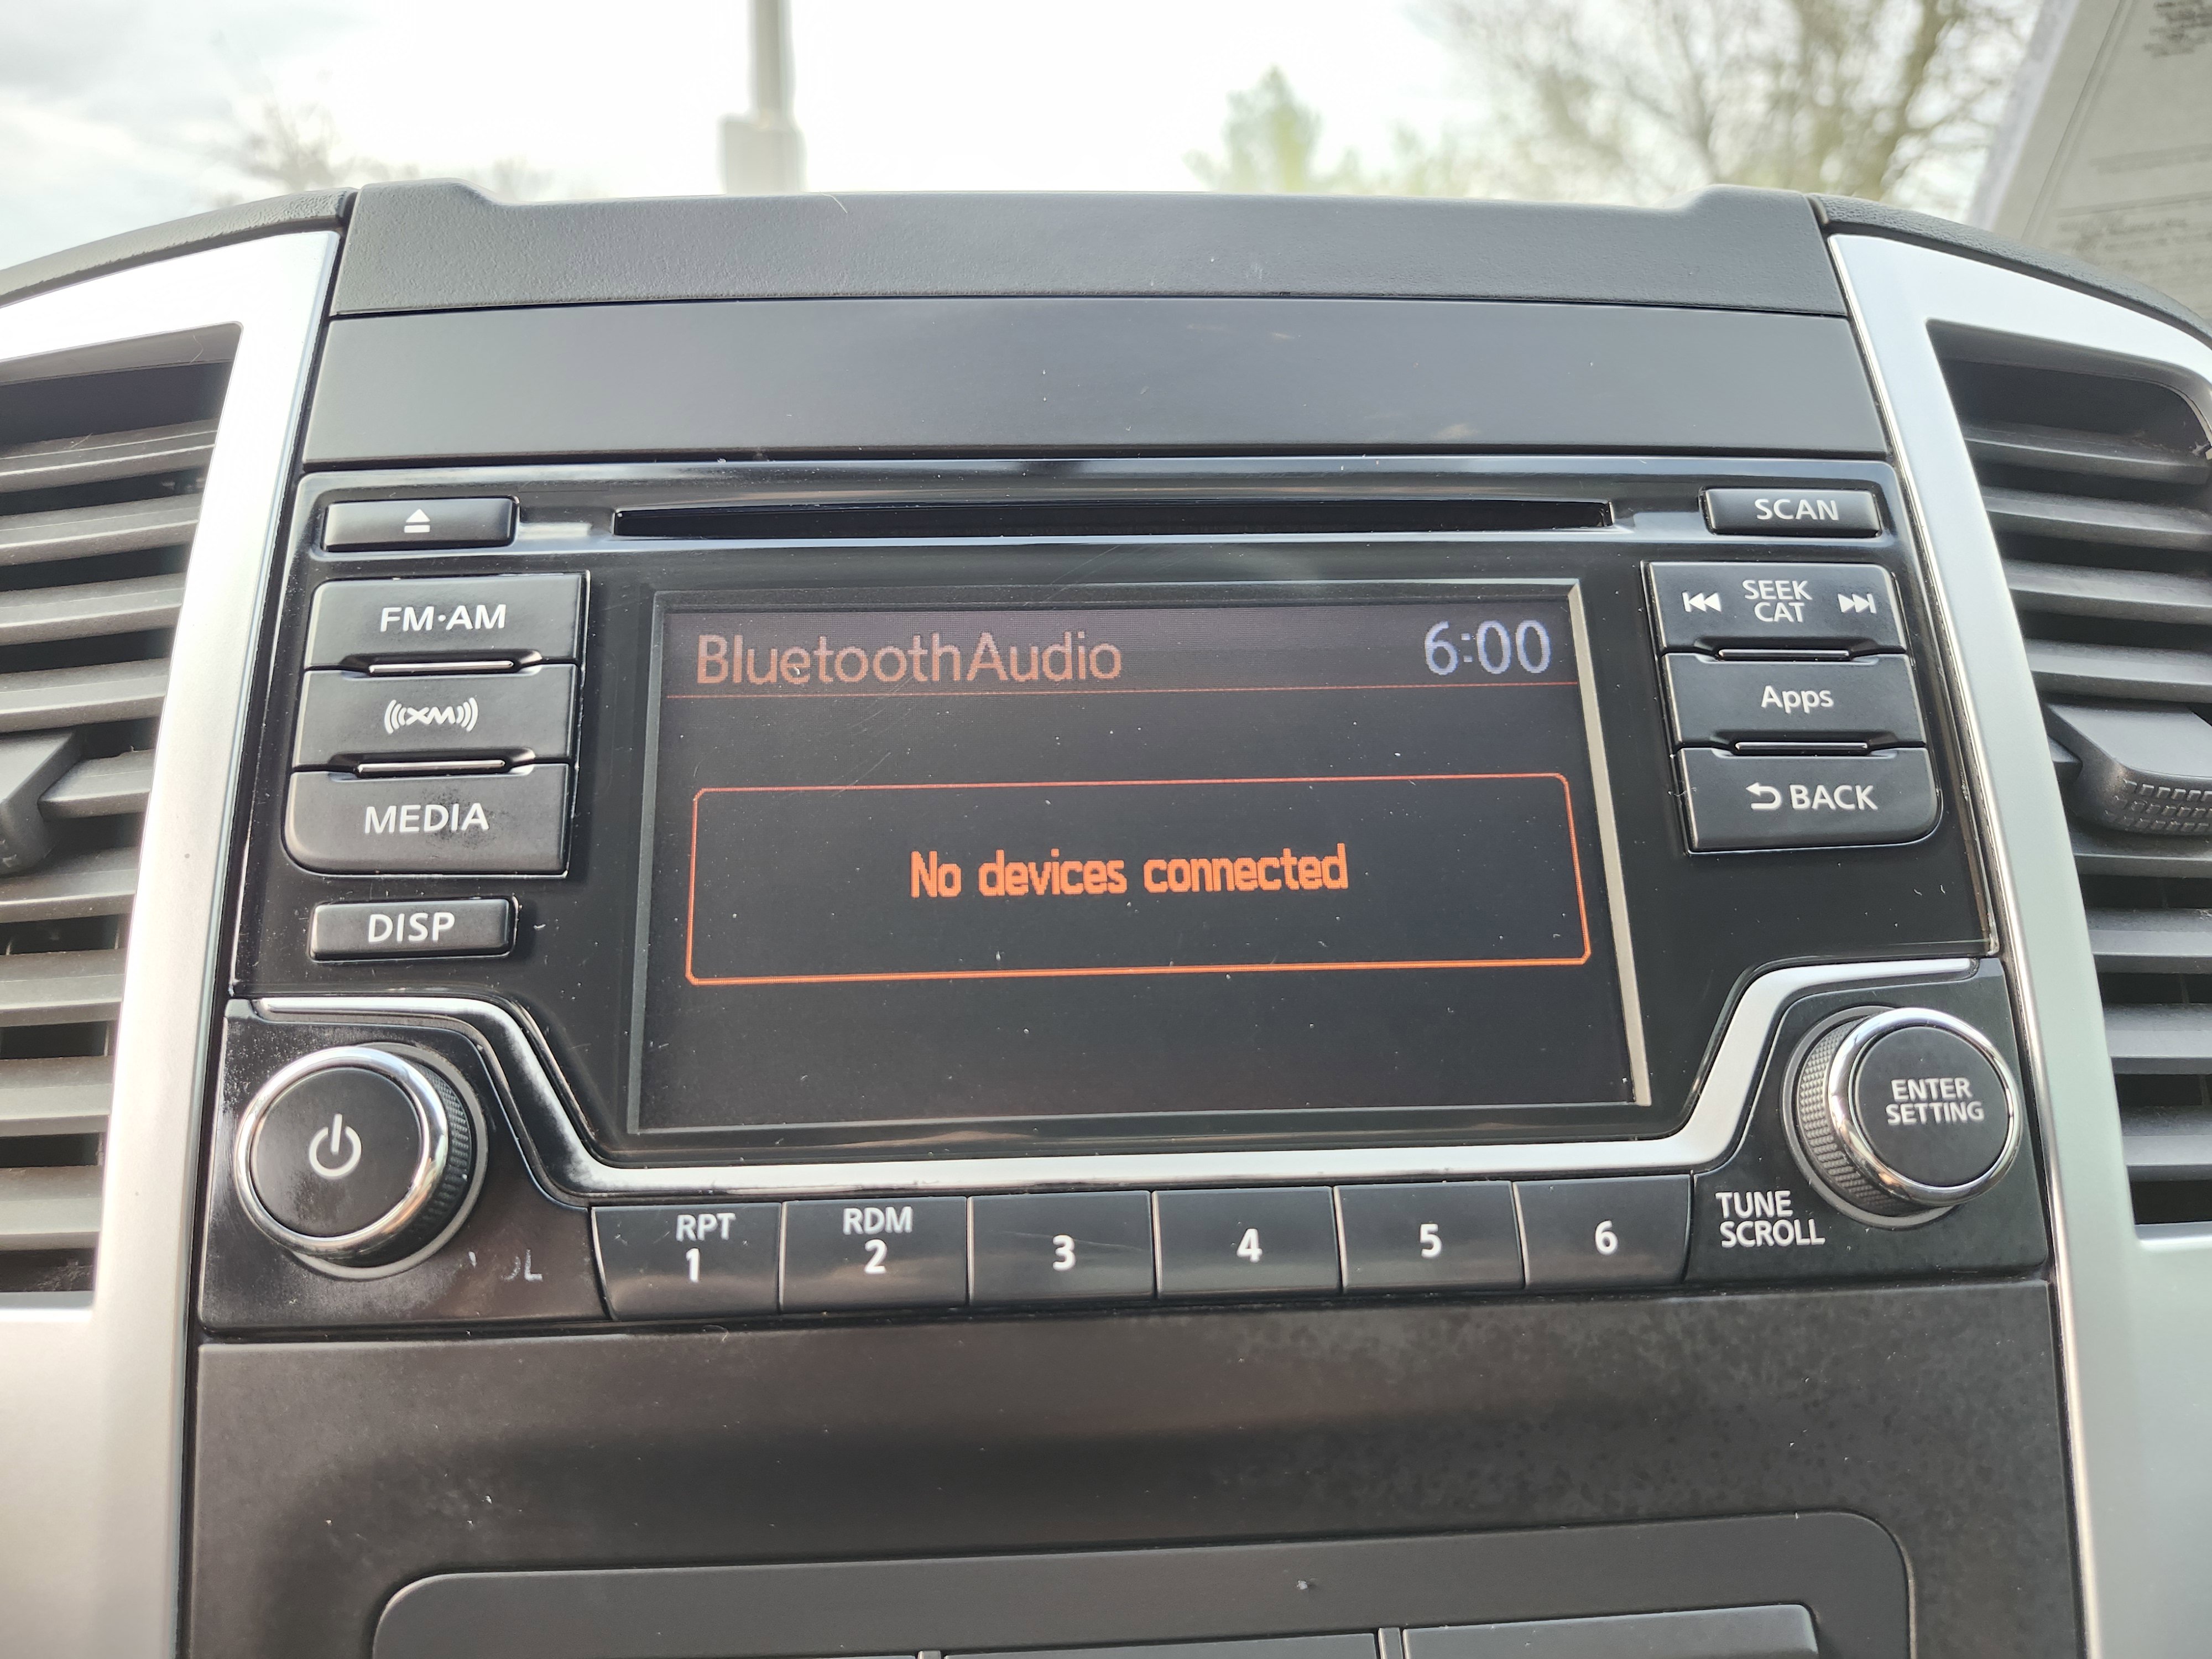 SCAN
FM·AM
SEEK
CAT
XM
Apps
MEDIA
BACK
DISP
BluetoothAudio 6:00
No devices connected
ENTER
SETTING
TUNE
SCROLL
RPT
1
RDM
2
3
4
5
6